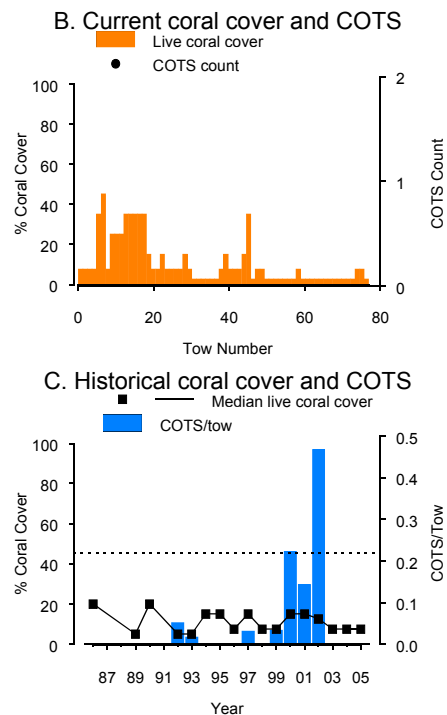 B. Current coral cover and COTS
Live coral cover
COTS count
100
80
60
40
20
0
% Coral Cover
2
1
0
COTS Count
0 20 40 60 80
Tow Number
C. Historical coral cover and COTS
Median live coral cover
COTS/tow
100
80
60
40
20
0
% Coral Cover
0.5
0.4
0.3
0.2
0.1
0.0
COTS/Tow
87 89 91 93 95 97 99 01 03 05
Year